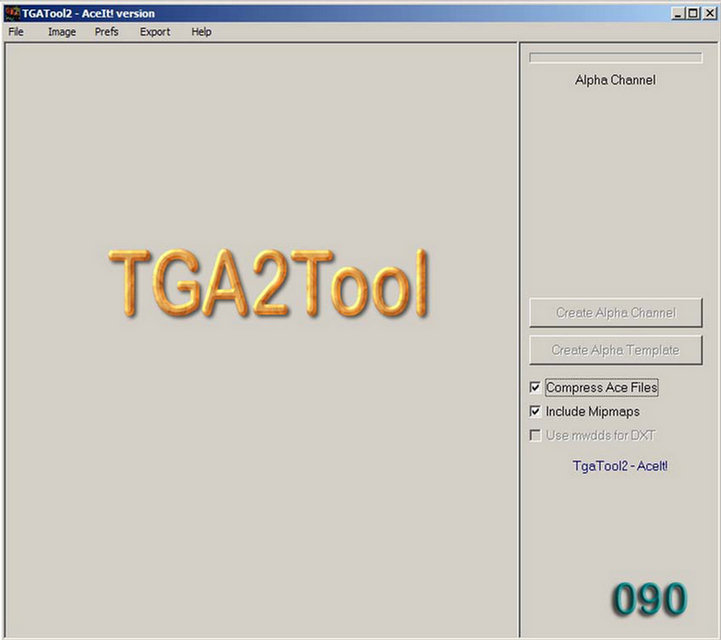 TGATool2 - AceIt! version
File Image Prefs Export Help
Alpha Channel
TGA2Tool
Create Alpha Channel
Create Alpha Template
Compress Ace Files
Include Mipmaps
Use mwdds for DXT
TgaTool2 - AceIt!
090